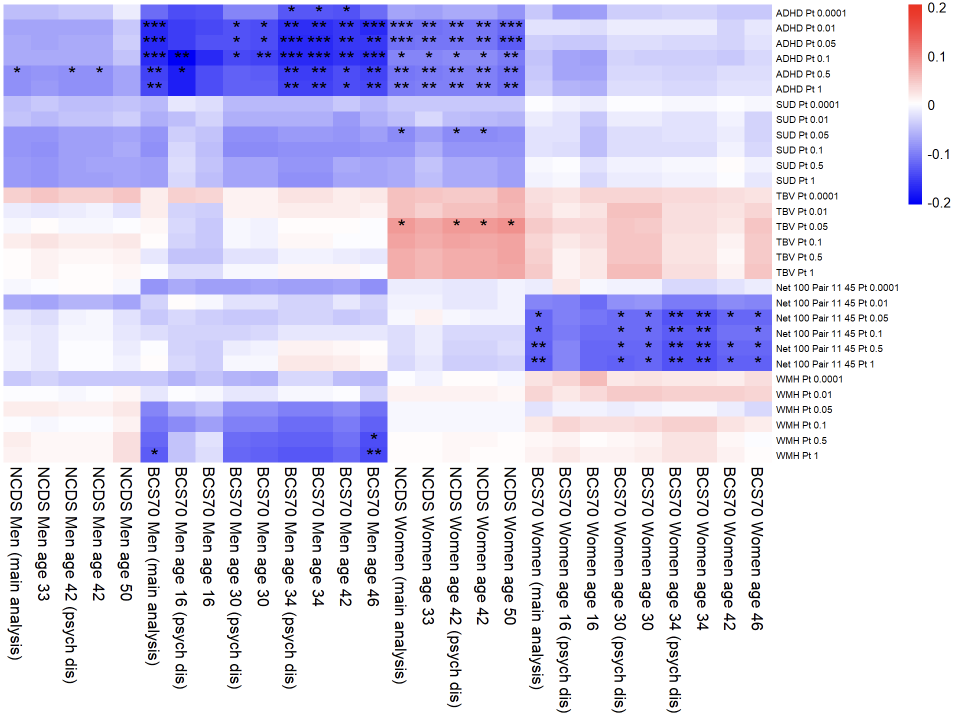 0.2
0.1
0
-0.1
-0.2
ADHD Pt 0.0001
ADHD Pt 0.01
ADHD Pt 0.05
ADHD Pt 0.1
ADHD Pt 0.5
ADHD Pt 1
SUD Pt 0.0001
SUD Pt 0.01
SUD Pt 0.05
SUD Pt 0.1
SUD Pt 0.5
SUD Pt 1
TBV Pt 0.0001
TBV Pt 0.01
TBV Pt 0.05
TBV Pt 0.1
TBV Pt 0.5
TBV Pt 1
Net 100 Pair 11 45 Pt 0.0001
Net 100 Pair 11 45 Pt 0.01
Net 100 Pair 11 45 Pt 0.05
Net 100 Pair 11 45 Pt 0.1
Net 100 Pair 11 45 Pt 0.5
Net 100 Pair 11 45 Pt 1
WMH Pt 0.0001
WMH Pt 0.01
WMH Pt 0.05
WMH Pt 0.1
WMH Pt 0.5
WMH Pt 1
NCDS Men (main analysis)
NCDS Men age 33
NCDS Men age 42 (psych dis)
NCDS Men age 42
NCDS Men age 50
BCS70 Men (main analysis)
BCS70 Men age 16 (psych dis)
BCS70 Men age 16
BCS70 Men age 30 (psych dis)
BCS70 Men age 30
BCS70 Men age 34 (psych dis)
BCS70 Men age 34
BCS70 Men age 42
BCS70 Men age 46
NCDS Women (main analysis)
NCDS Women age 33
NCDS Women age 42 (psych dis)
NCDS Women age 42
NCDS Women age 50
BCS70 Women (main analysis)
BCS70 Women age 16 (psych dis)
BCS70 Women age 16
BCS70 Women age 30 (psych dis)
BCS70 Women age 30
BCS70 Women age 34 (psych dis)
BCS70 Women age 34
BCS70 Women age 42
BCS70 Women age 46